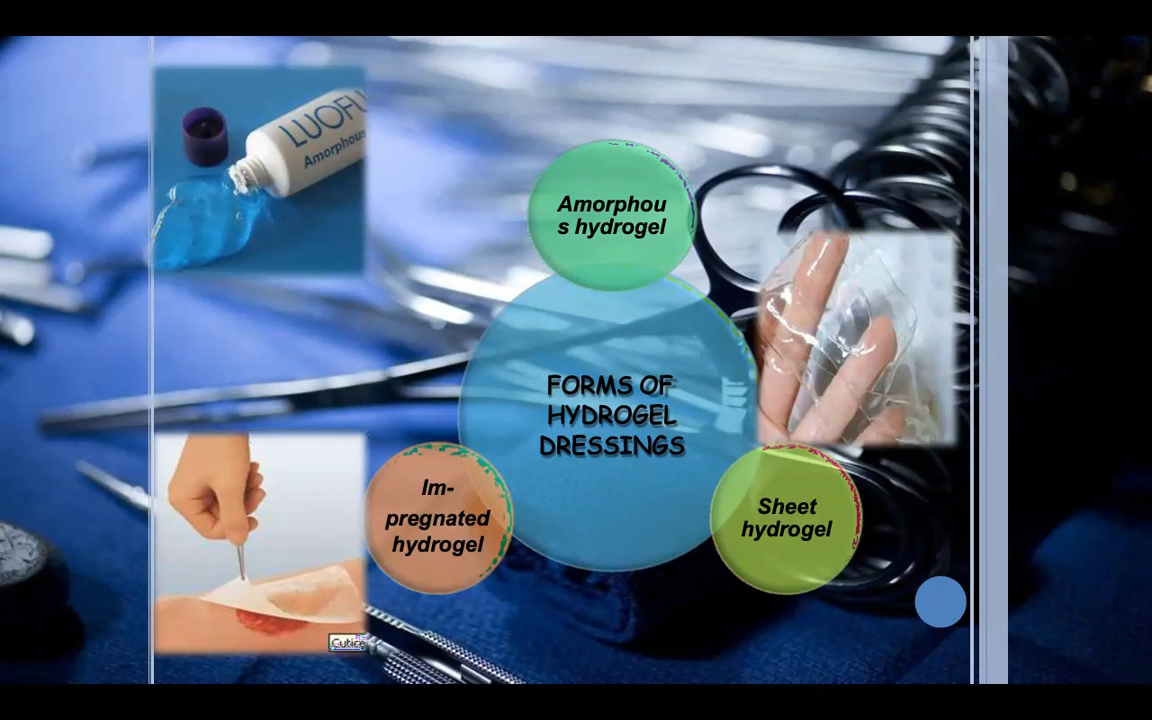 LUOFU
Amorphous
Amorphou
s hydrogel
FORMS OF
HYDROGEL
DRESSINGS
Im-
pregnated
hydrogel
Sheet
hydrogel